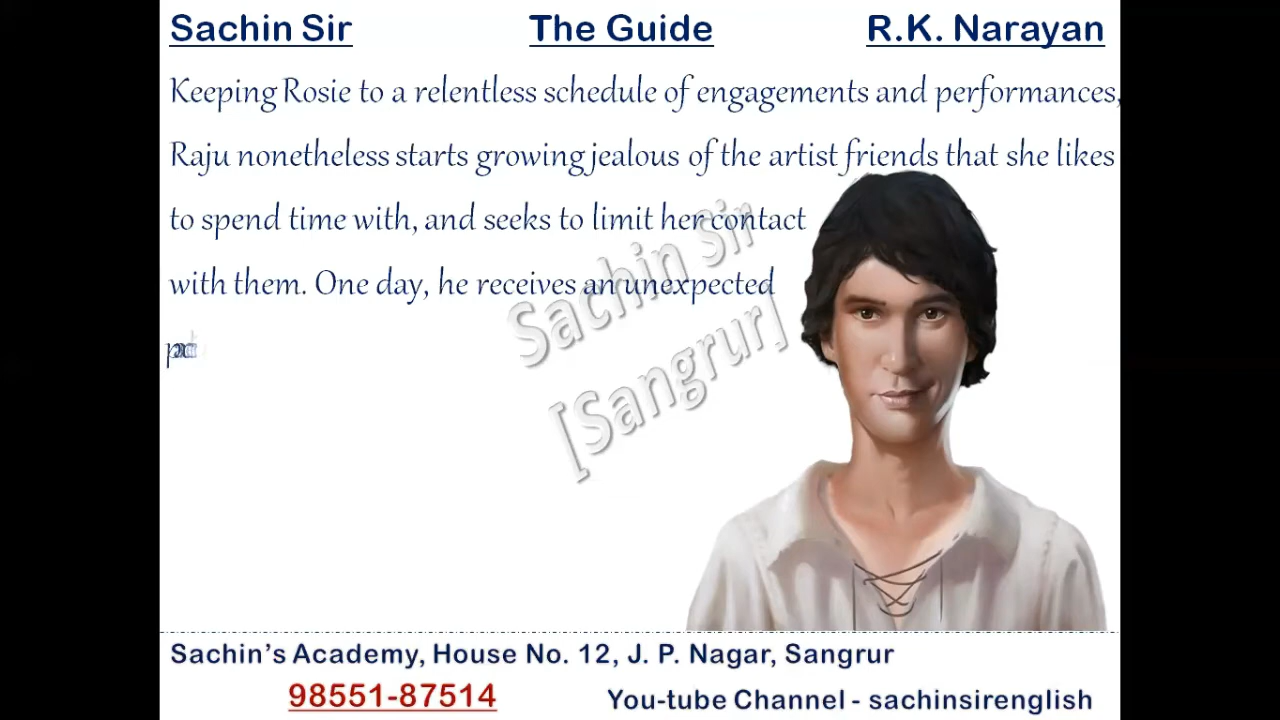 Sachin Sir The Guide R.K. Narayan
Keeping Rosie to a relentless schedule of engagements and performances,
Raju nonetheless starts growing jealous of the artist friends that she likes
to spend time with, and seeks to limit her contact
with them. One day, he receives an unexpected
Sachin Sir
[Sangrur]
Sachin's Academy, House No. 12, J. P. Nagar, Sangrur
98551-87514 You-tube Channel - sachinsirenglish